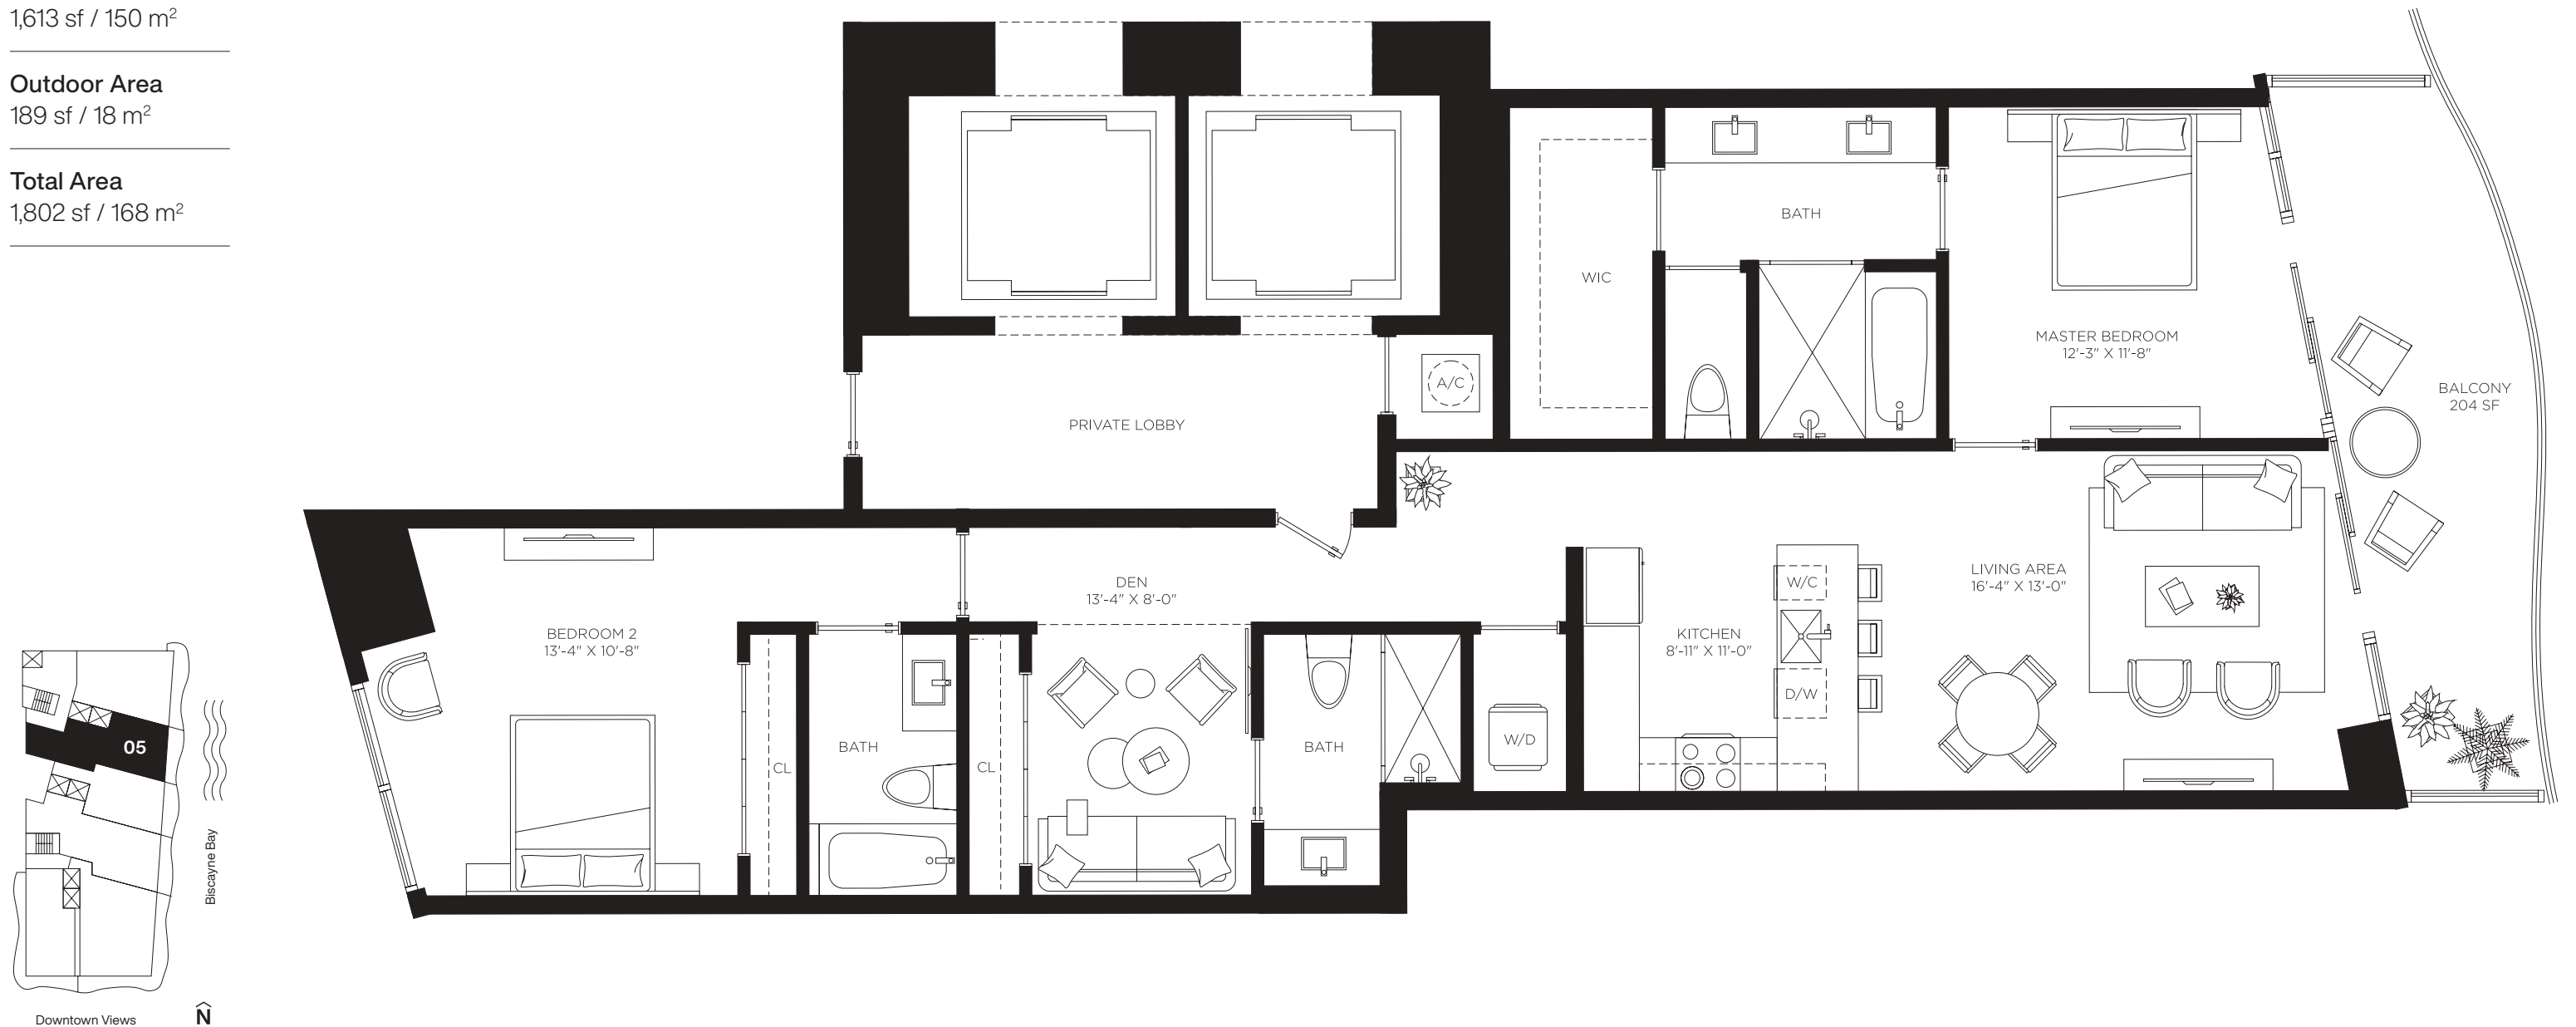 1,613 sf / 150 m²
Outdoor Area
189 sf / 18 m²
Total Area
1,802 sf / 168 m²
WIC
BATH
MASTER BEDROOM
12'-3" X 11'-8"
A/C
BALCONY
204 SF
PRIVATE LOBBY
DEN
13'-4" X 8'-0"
BEDROOM 2
13'-4" X 10'-8"
W/C
LIVING AREA
16'-4" X 13'-0"
KITCHEN
8'-11" X 11'-0"
D/W
CL
BATH
CL
BATH
W/D
05
Biscayne Bay
Downtown Views
N